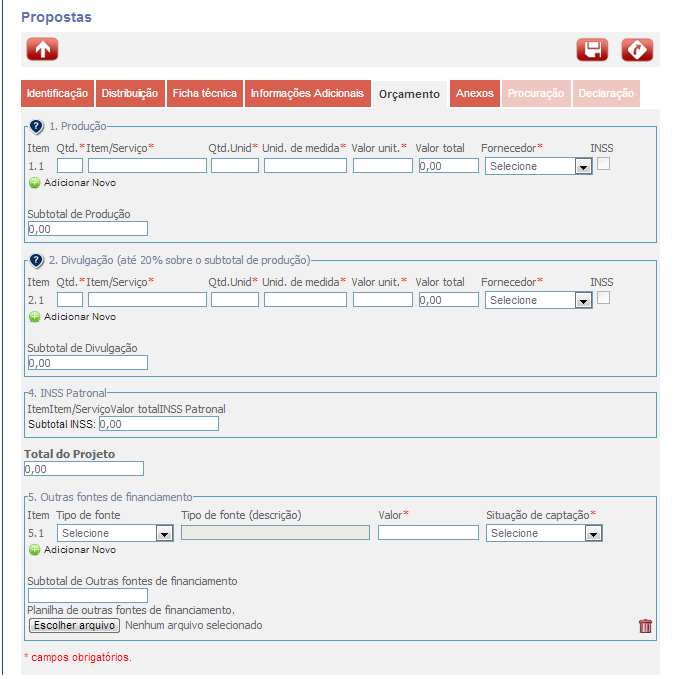 Propostas
Identificação Distribuição Ficha técnica Informações Adicionais Orçamento Anexos Procuração Declaração
? 1. Produção
Item Qtd.* Item/Serviço* Qtd.Unid* Unid. de medida* Valor unit.* Valor total Fornecedor* INSS
1.1 0,00 Selecione
Adicionar Novo
Subtotal de Produção
0,00
? 2. Divulgação (até 20% sobre o subtotal de produção)
Item Qtd.* Item/Serviço* Qtd.Unid* Unid. de medida* Valor unit.* Valor total Fornecedor* INSS
2.1 0,00 Selecione
Adicionar Novo
Subtotal de Divulgação
0,00
4. INSS Patronal
ItemItem/ServiçoValor totalINSS Patronal
Subtotal INSS: 0,00
Total do Projeto
0,00
5. Outras fontes de financiamento
Item Tipo de fonte Tipo de fonte (descrição) Valor* Situação de captação*
5.1 Selecione Selecione
Adicionar Novo
Subtotal de Outras fontes de financiamento
Planilha de outras fontes de financiamento.
Escolher arquivo Nenhum arquivo selecionado
* campos obrigatórios.